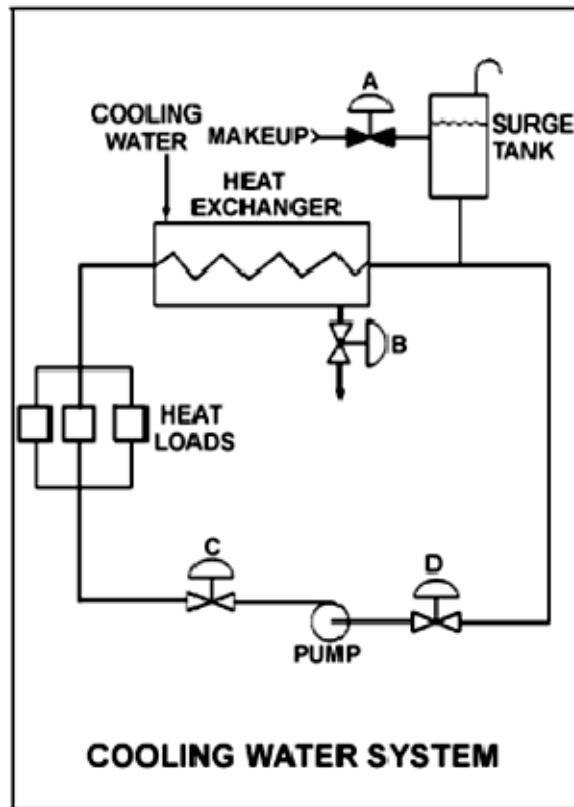 A
COOLING
WATER
MAKEUP
SURGE
TANK
HEAT
EXCHANGER
B
HEAT
LOADS
C
D
PUMP
COOLING WATER SYSTEM